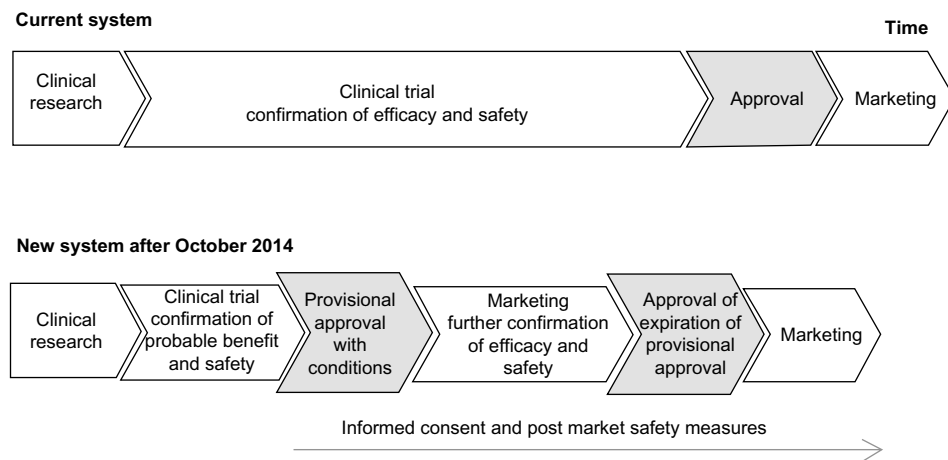 Current system
Time
Clinical
research
Clinical trial
confirmation of efficacy and safety
Approval
Marketing
New system after October 2014
Clinical
research
Clinical trial
confirmation of
probable benefit
and safety
Provisional
approval
with
conditions
Marketing
further confirmation
of efficacy and
safety
Approval of
expiration of
provisional
approval
Marketing
Informed consent and post market safety measures